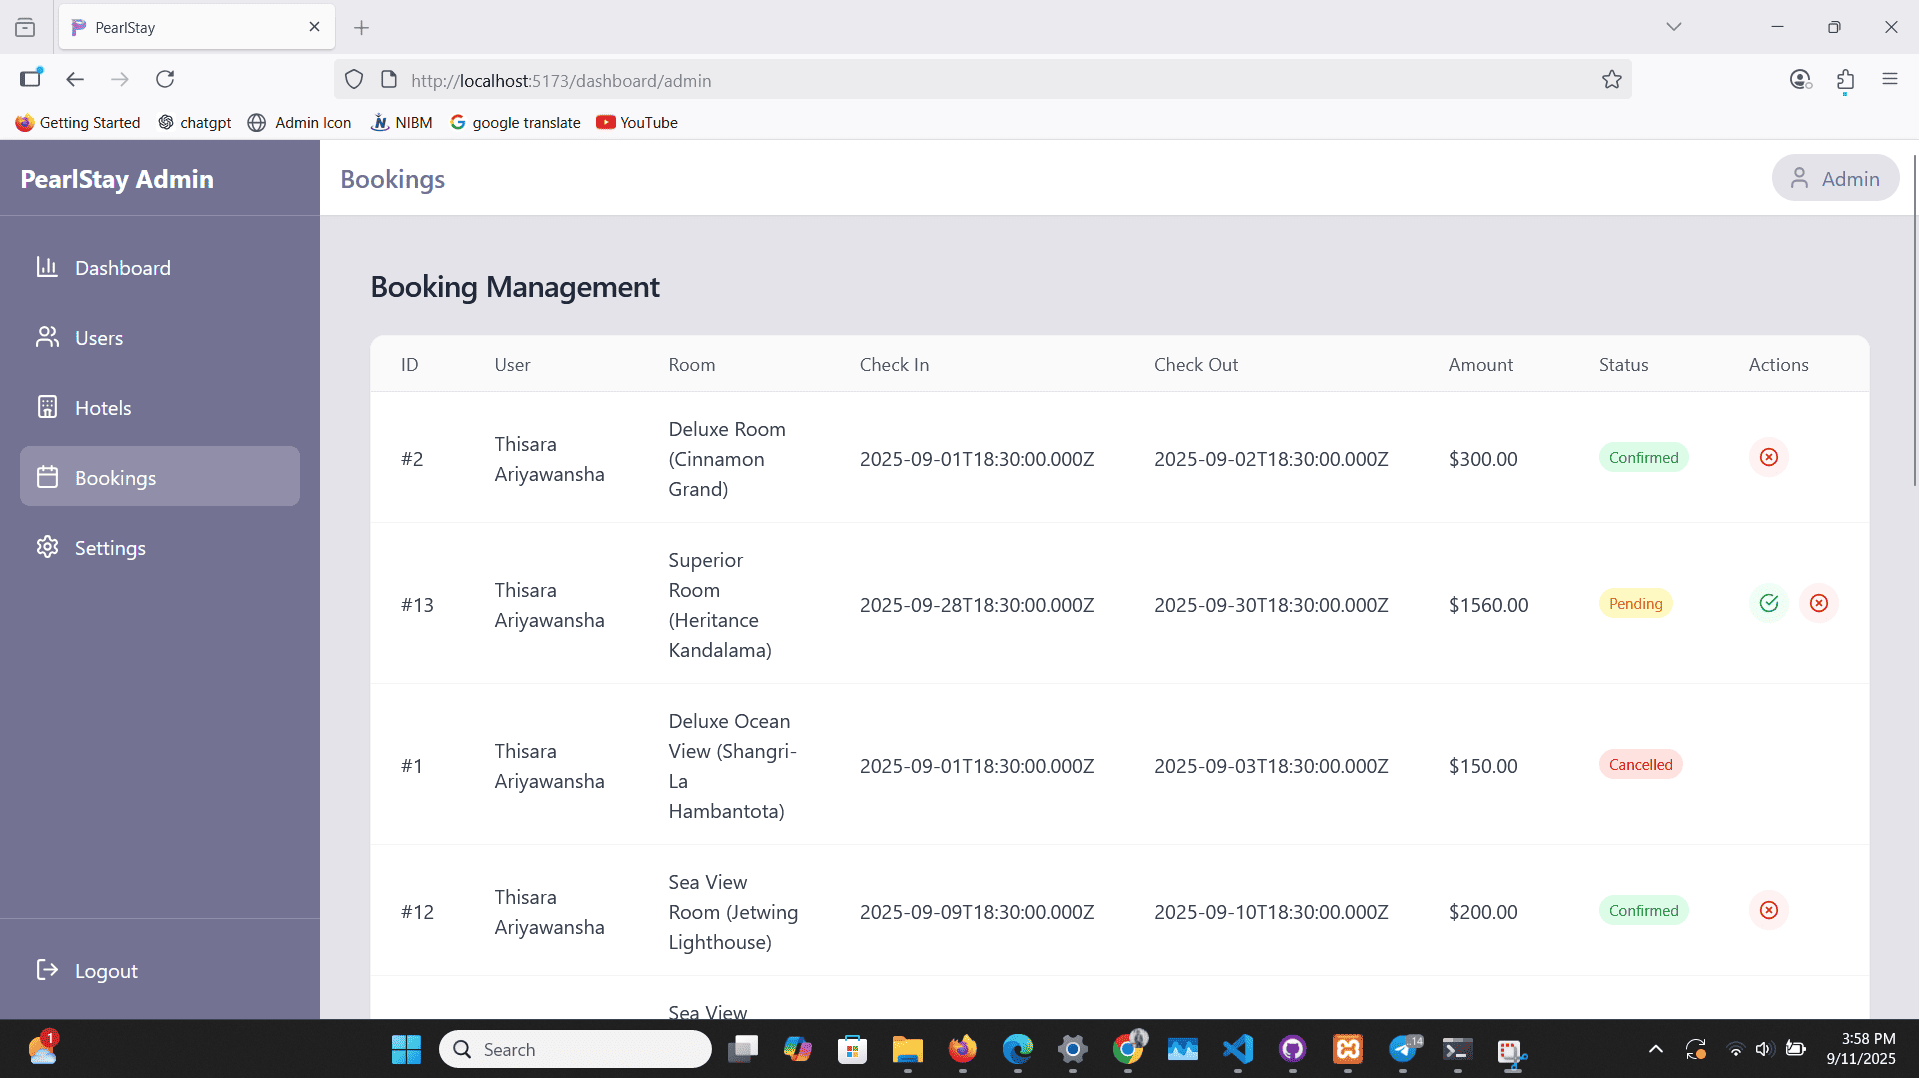 PearlStay
http://localhost:5173/dashboard/admin
Getting Started
chatgpt
Admin Icon
NIBM
google translate
YouTube
PearlStay Admin
Bookings
Admin
Dashboard
Users
Hotels
Bookings
Settings
Logout
Booking Management
ID User Room Check In Check Out Amount Status Actions
#2
Thisara
Ariyawansha
Deluxe Room
(Cinnamon
Grand)
2025-09-01T18:30:00.000Z
2025-09-02T18:30:00.000Z
$300.00
Confirmed
#13
Thisara
Ariyawansha
Superior
Room
(Heritance
Kandalama)
2025-09-28T18:30:00.000Z
2025-09-30T18:30:00.000Z
$1560.00
Pending
#1
Thisara
Ariyawansha
Deluxe Ocean
View (Shangri-
La
Hambantota)
2025-09-01T18:30:00.000Z
2025-09-03T18:30:00.000Z
$150.00
Cancelled
#12
Thisara
Ariyawansha
Sea View
Room (Jetwing
Lighthouse)
2025-09-09T18:30:00.000Z
2025-09-10T18:30:00.000Z
$200.00
Confirmed
Sea View
1
Search
14
3:58 PM
9/11/2025